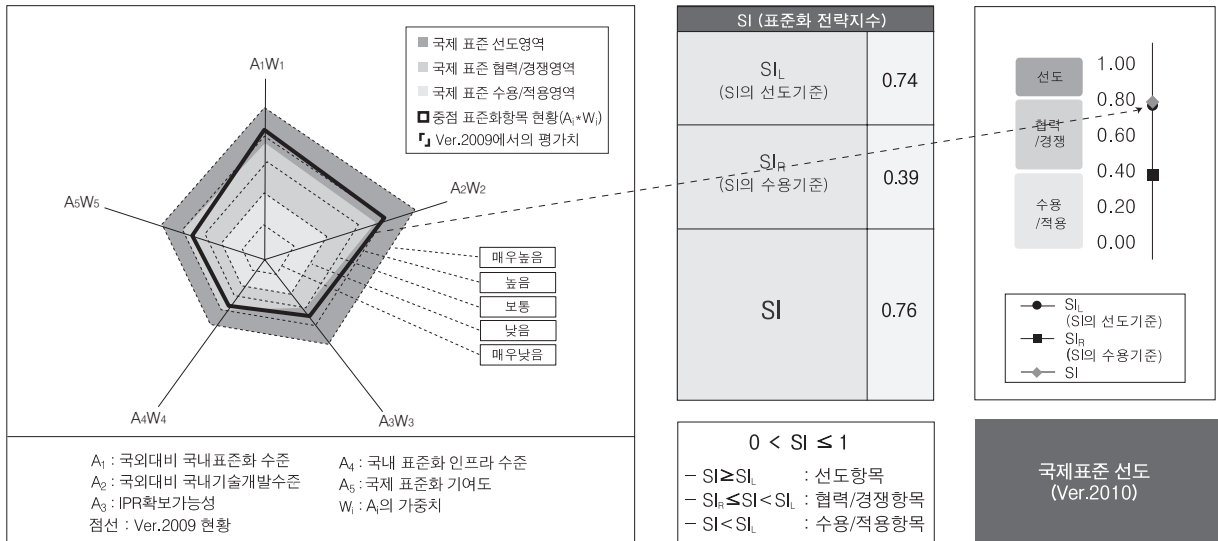 국제 표준 선도영역
국제 표준 협력/경쟁영역
국제 표준 수용/적용영역
중점 표준화항목 현황(Ai*Wi)
Ver.2009에서의 평가치
A1W1
A2W2
A5W5
A4W4
A3W3
매우높음
높음
보통
낮음
매우낮음
A1 : 국외대비 국내표준화 수준
A2 : 국외대비 국내기술개발수준
A3 : IPR확보가능성
점선 : Ver.2009 현황
A4 : 국내 표준화 인프라 수준
A5 : 국제 표준화 기여도
Wi : Ai의 가중치
SI (표준화 전략지수)
SIL
(SI의 선도기준)
0.74
SIR
(SI의 수용기준)
0.39
SI
0.76
0 < SI ≤ 1
– SI≥SIL : 선도항목
– SIR≤SI<SIL : 협력/경쟁항목
– SI<SIL : 수용/적용항목
선도
협력
/경쟁
수용
/적용
1.00
0.80
0.60
0.40
0.20
0.00
SIL
(SI의 선도기준)
SIR
(SI의 수용기준)
SI
국제표준 선도
(Ver.2010)